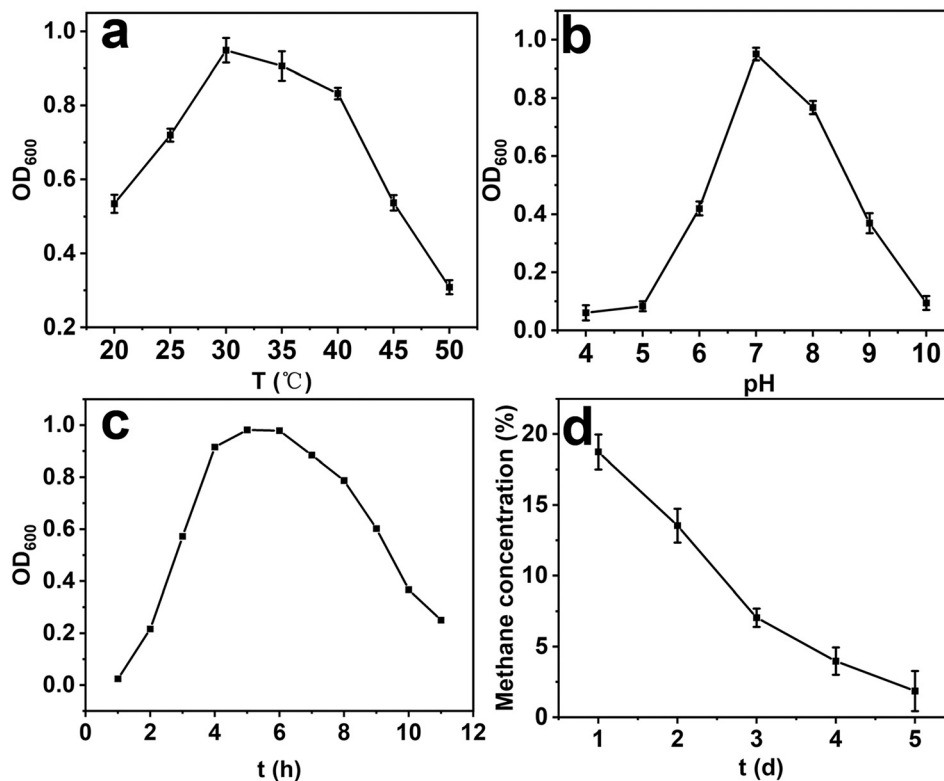 a
OD600
1.0
0.8
0.6
0.4
0.2
20 25 30 35 40 45 50
T (℃)
b
OD600
1.0
0.8
0.6
0.4
0.2
0.0
4 5 6 7 8 9 10
pH
c
OD600
1.0
0.8
0.6
0.4
0.2
0.0
0 2 4 6 8 10 12
t (h)
d
Methane concentration (%)
20
15
10
5
0
1 2 3 4 5
t (d)